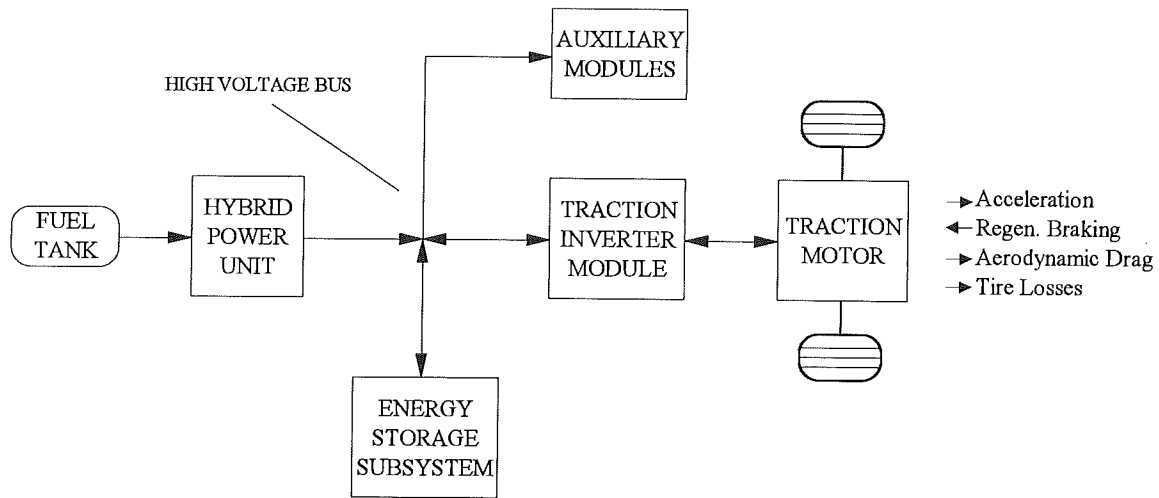 AUXILIARY
MODULES
HIGH VOLTAGE BUS
FUEL
TANK
HYBRID
POWER
UNIT
TRACTION
INVERTER
MODULE
TRACTION
MOTOR
Acceleration
Regen. Braking
Aerodynamic Drag
Tire Losses
ENERGY
STORAGE
SUBSYSTEM